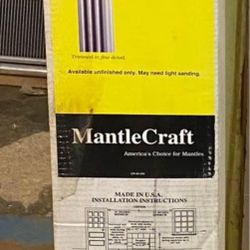 Trimmed in fine detail.
Available unfinished only. May need light sanding.
MantleCraft
America's Choice for Mantles
MADE IN U.S.A.
INSTALLATION INSTRUCTIONS